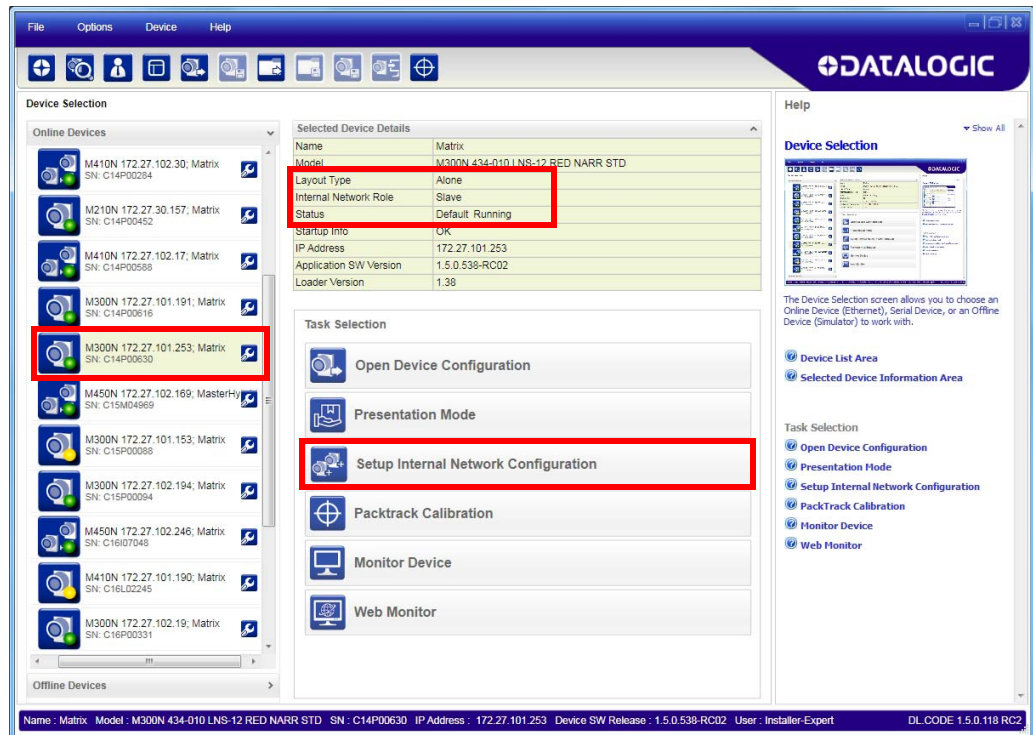 File Options Device Help
DATALOGIC
Device Selection
Online Devices
M410N 172.27.102.30; Matrix
SN: C14P00284
M210N 172.27.30.157; Matrix
SN: C14P00452
M410N 172.27.102.17; Matrix
SN: C14P00588
M300N 172.27.101.191; Matrix
SN: C14P00616
M300N 172.27.101.253; Matrix
SN: C14P00630
M450N 172.27.102.169; MasterHy
SN: C15M04969
M300N 172.27.101.153; Matrix
SN: C15P00088
M300N 172.27.102.194; Matrix
SN: C15P00094
M450N 172.27.102.246; Matrix
SN: C16I07048
M410N 172.27.101.190; Matrix
SN: C16L02245
M300N 172.27.102.19; Matrix
SN: C16P00331
Offline Devices
Selected Device Details
Name Matrix
Model M300N 434-010 LNS-12 RED NARR STD
Layout Type Alone
Internal Network Role Slave
Status Default Running
Startup Info OK
IP Address 172.27.101.253
Application SW Version 1.5.0.538-RC02
Loader Version 1.38
Task Selection
Open Device Configuration
Presentation Mode
Setup Internal Network Configuration
Packtrack Calibration
Monitor Device
Web Monitor
Help
Show All
Device Selection
The Device Selection screen allows you to choose an
Online Device (Ethernet), Serial Device, or an Offline
Device (Simulator) to work with.
Device List Area
Selected Device Information Area
Task Selection
Open Device Configuration
Presentation Mode
Setup Internal Network Configuration
PackTrack Calibration
Monitor Device
Web Monitor
Name : Matrix Model : M300N 434-010 LNS-12 RED NARR STD SN : C14P00630 IP Address : 172.27.101.253 Device SW Release : 1.5.0.538-RC02 User : Installer-Expert DL.CODE 1.5.0.118 RC2